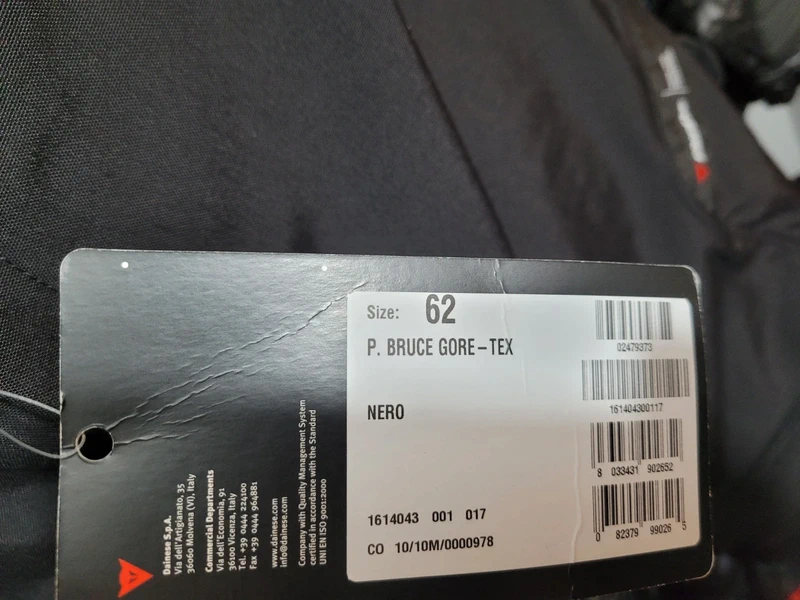 Size: 62
P. BRUCE GORE-TEX
NERO
1614043 001 017
CO 10/10M/0000978
02479373
161404300117
8 033431 902652
0 82379 99026 5
Dainese S.p.A.
Via dell'Artigianato, 35
36060 Molvena (VI), Italy
Commercial Departments
Via dell'Economia, 91
36100 Vicenza, Italy
Tel. +39 0444 224100
Fax +39 0444 964881
www.dainese.com
info@dainese.com
Company with Quality Management System
certified in accordance with the Standard
UNI EN ISO 9001:2000